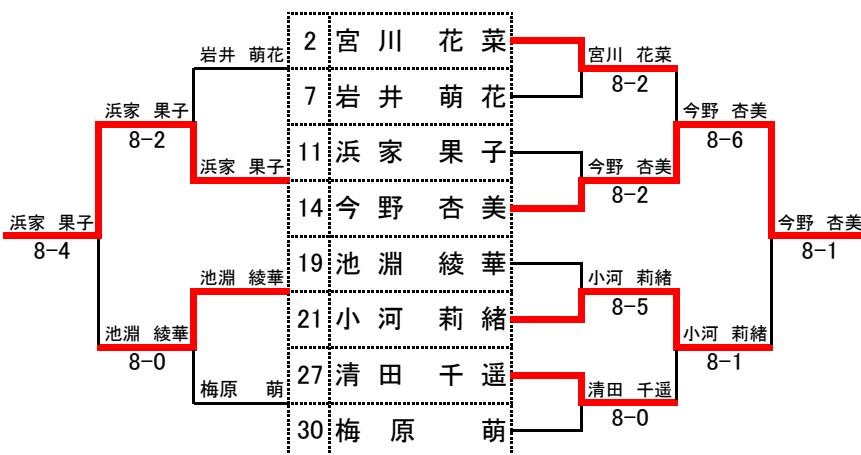 岩井 萌花
浜家 果子
8-2
浜家 果子
浜家 果子
8-4
池淵 綾華
池淵 綾華
8-0
梅原 萌
2 宮川 花菜
7 岩井 萌花
11 浜家 果子
14 今野 杏美
19 池淵 綾華
21 小河 莉緒
27 清田 千遥
30 梅原 萌
宮川 花菜
8-2
今野 杏美
8-6
今野 杏美
8-2
今野 杏美
8-1
小河 莉緒
8-5
小河 莉緒
8-1
清田 千遥
8-0